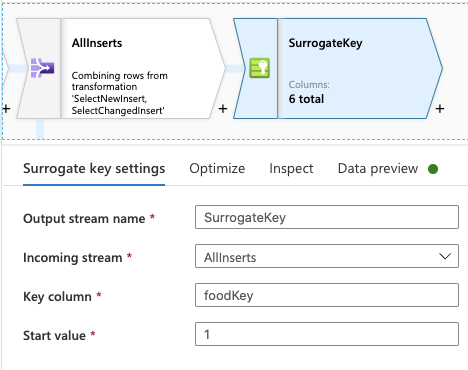 AllInserts
Combining rows from
transformation
'SelectNewInsert,
SelectChangedInsert'
+
SurrogateKey
Columns:
6 total
+
+
Surrogate key settings Optimize Inspect Data preview
Output stream name * SurrogateKey
Incoming stream * AllInserts
Key column * foodKey
Start value * 1